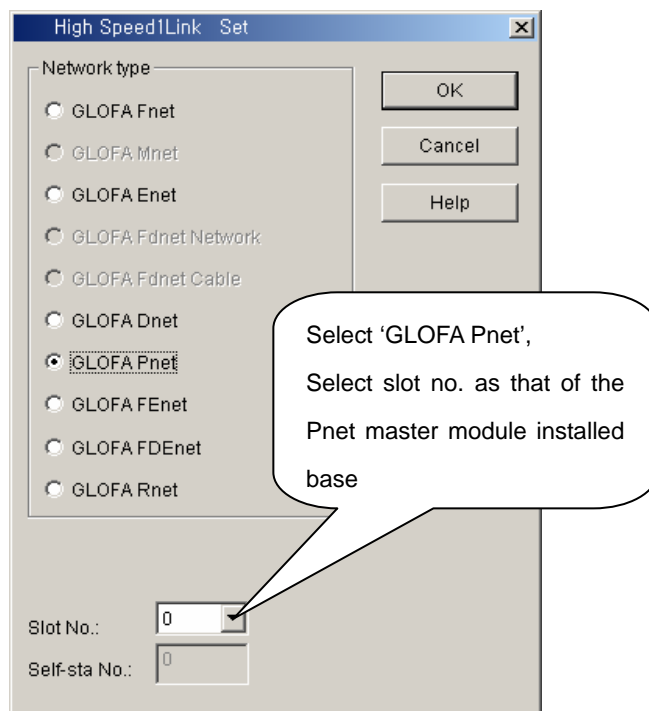 High Speed1Link Set
Network type
GLOFA Fnet
GLOFA Mnet
GLOFA Enet
GLOFA Fdnet Network
GLOFA Fdnet Cable
GLOFA Dnet
GLOFA Pnet
GLOFA FEnet
GLOFA FDEnet
GLOFA Rnet
OK
Cancel
Help
Select ‘GLOFA Pnet’,
Select slot no. as that of the
Pnet master module installed
base
Slot No.: 0
Self-sta No.: 0